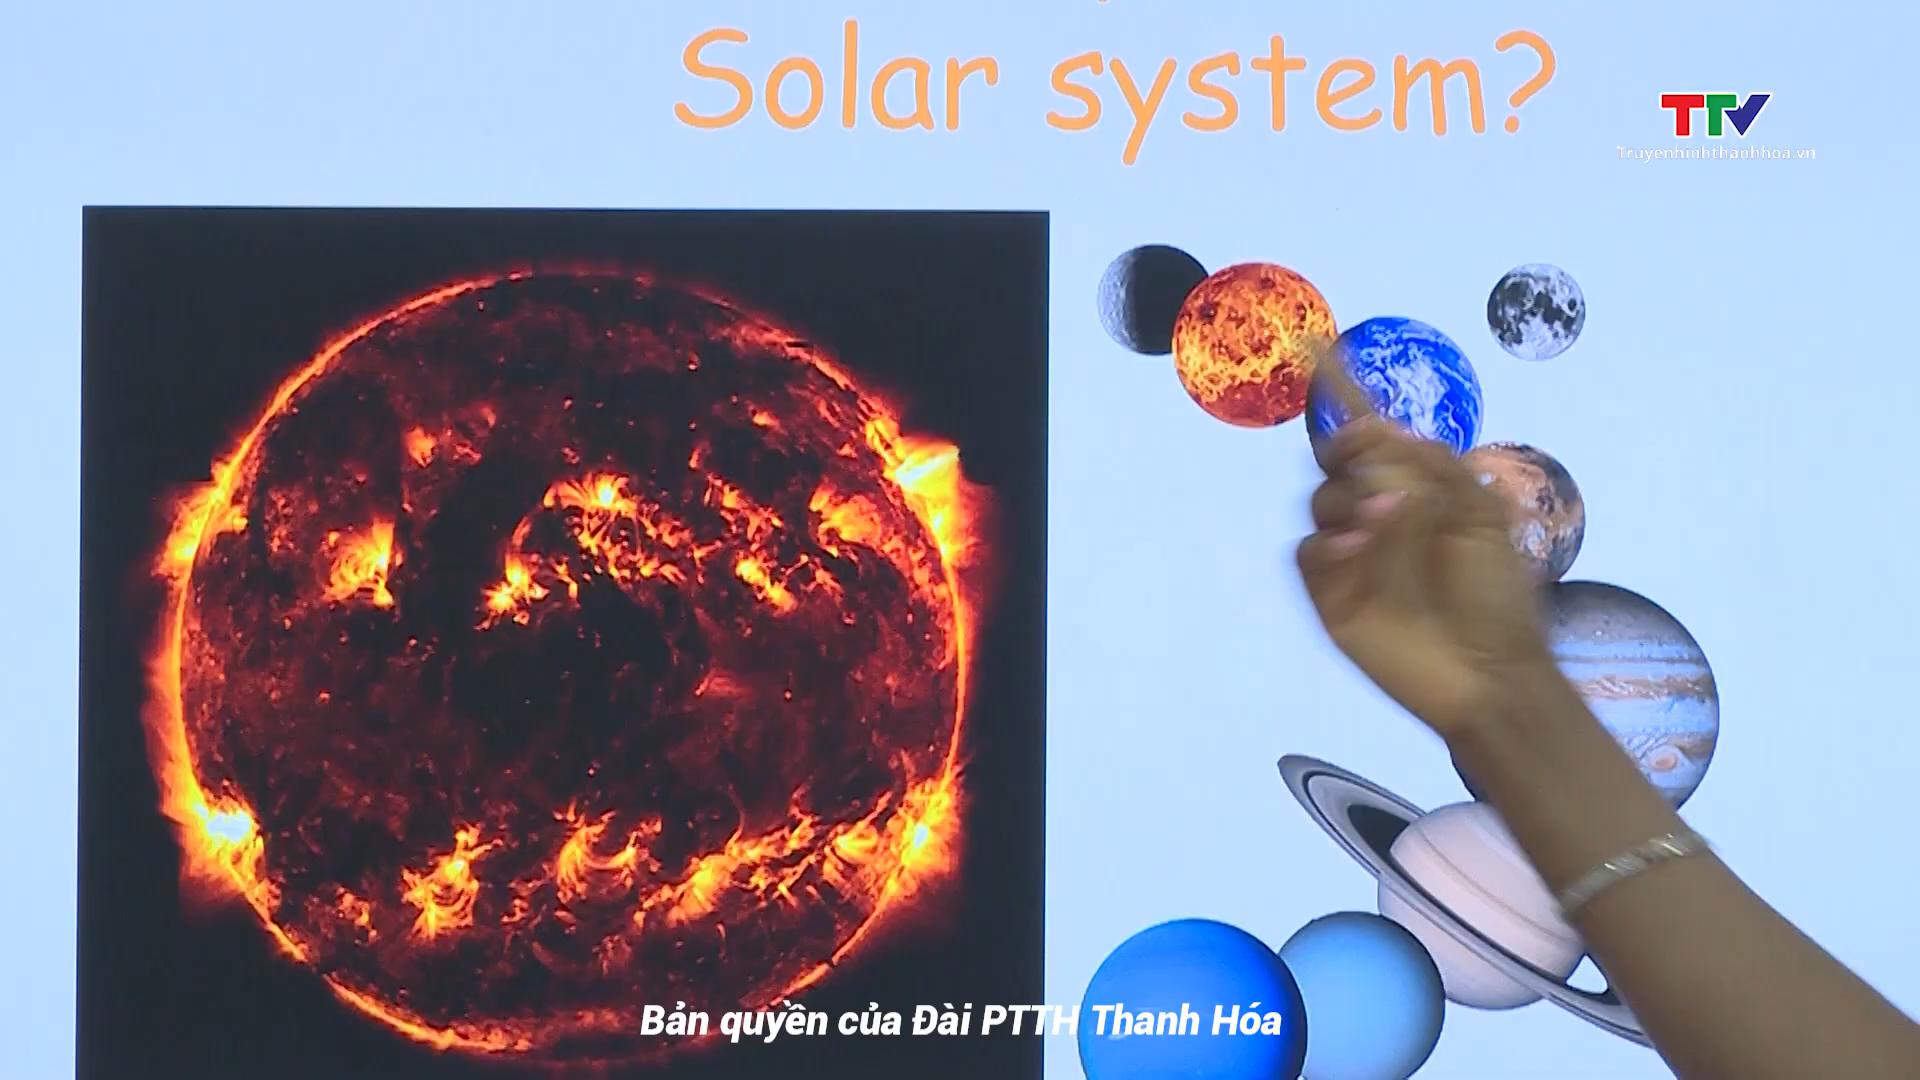 Solar system?
TTV
Truyenhinhthanhhoa.vn
Bản quyền của Đài PTTH Thanh Hóa